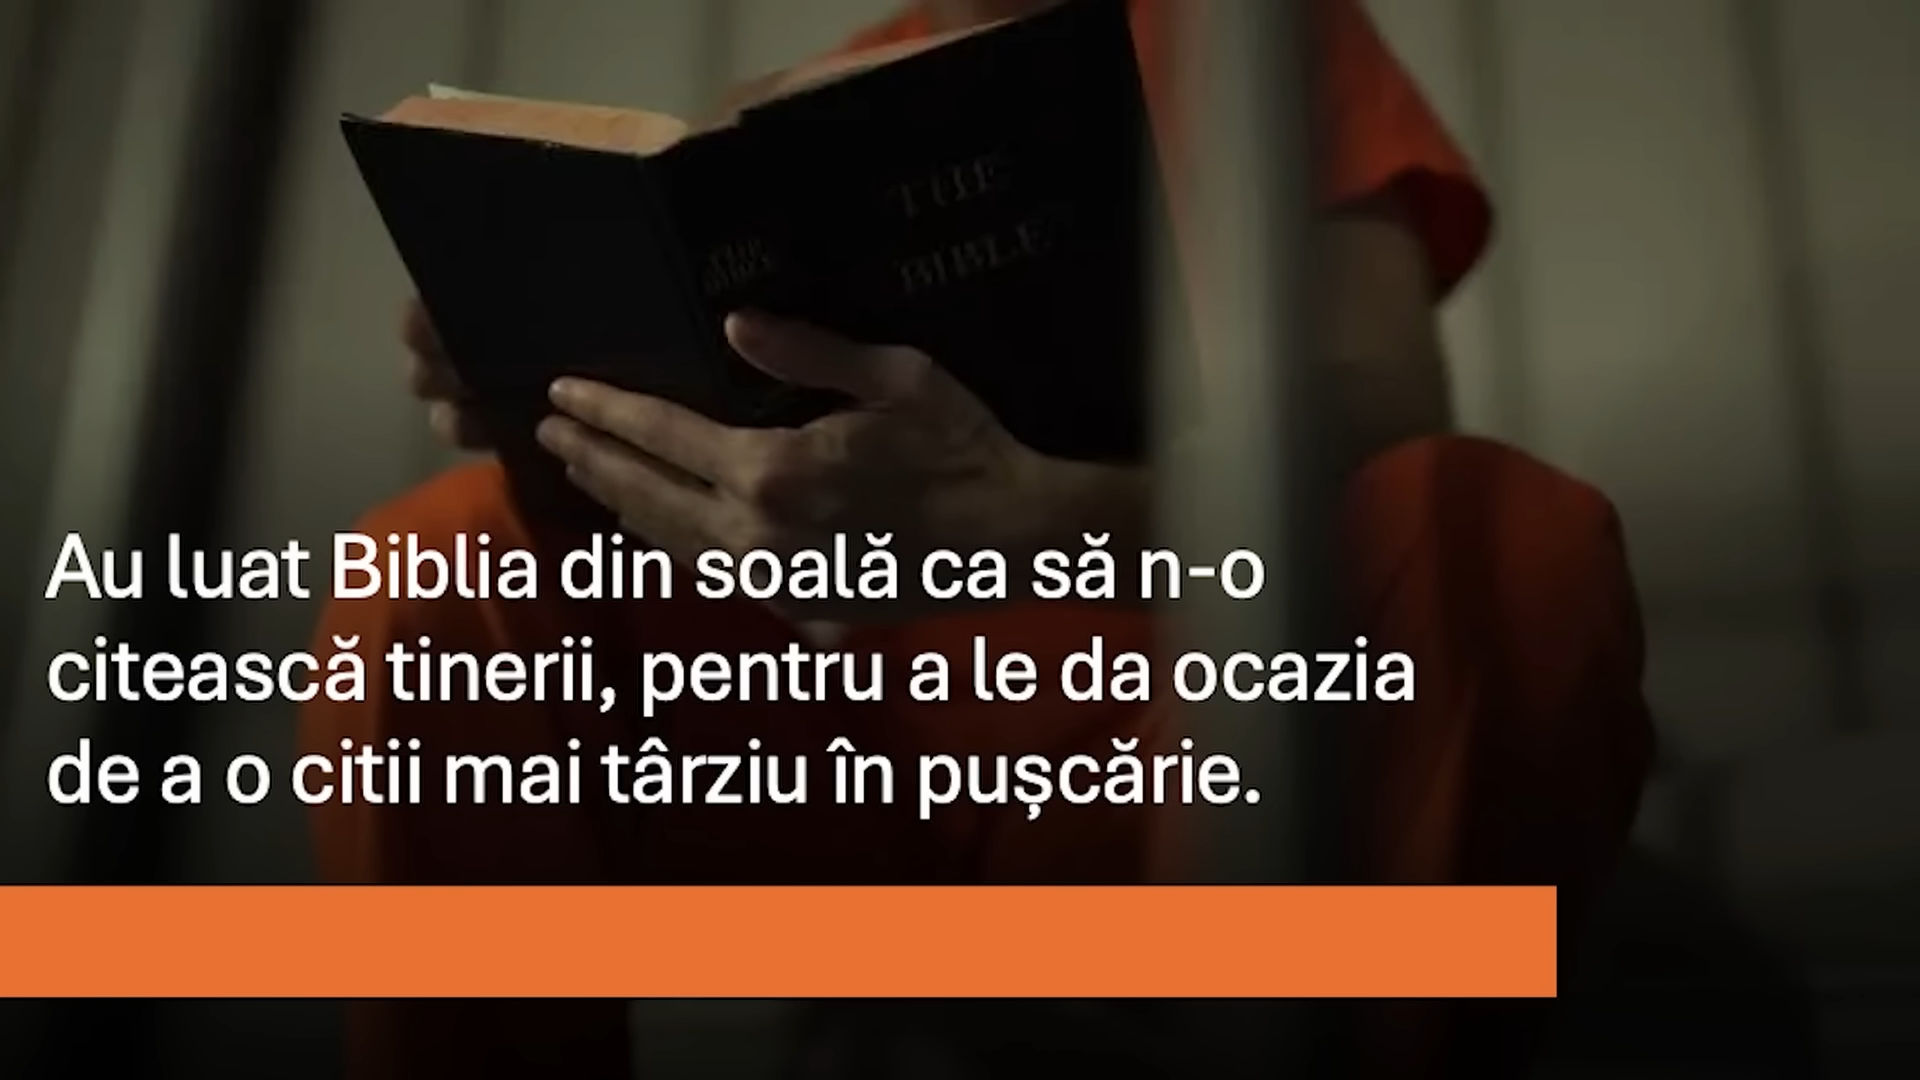 THE
BIBLE
Au luat Biblia din soală ca să n-o
citească tinerii, pentru a le da ocazia
de a o citii mai târziu în pușcărie.